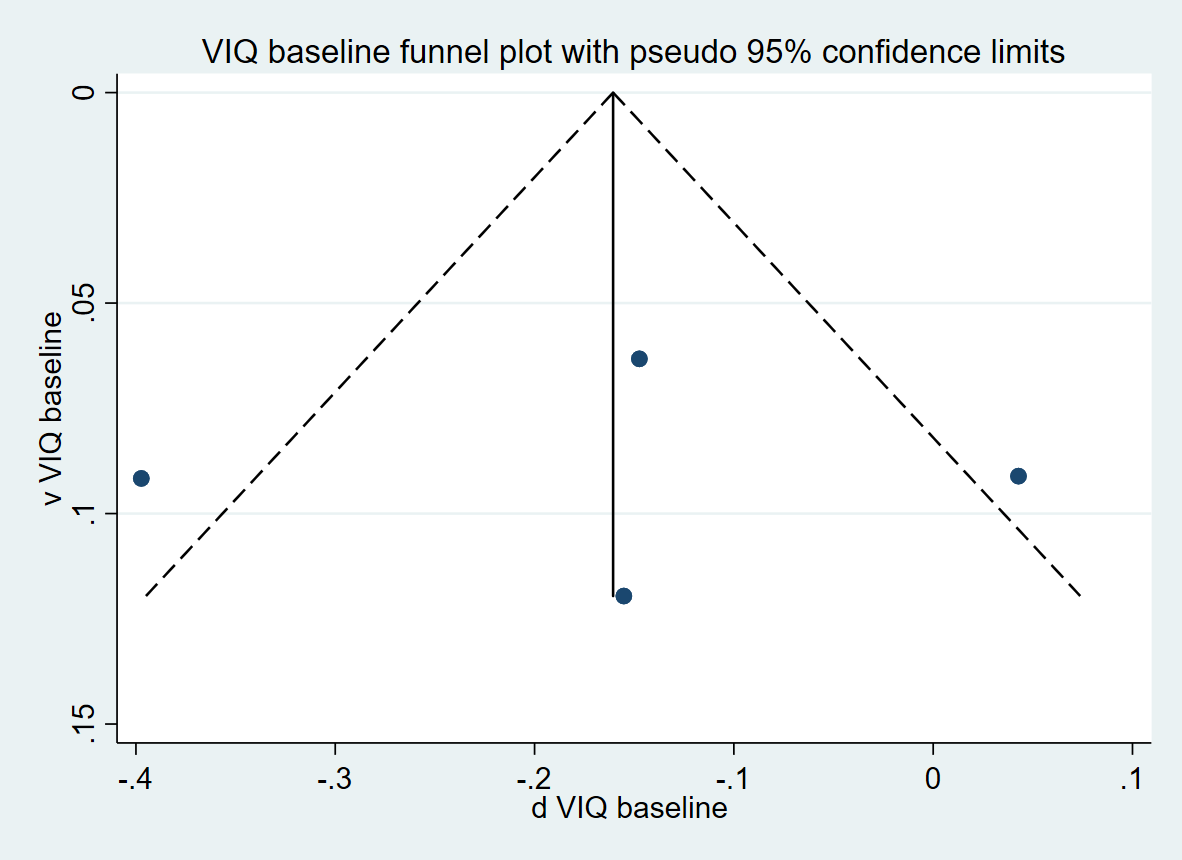 VIQ baseline funnel plot with pseudo 95% confidence limits
0
.05
.1
.15
v VIQ baseline
-.4 -.3 -.2 -.1 0 .1
d VIQ baseline